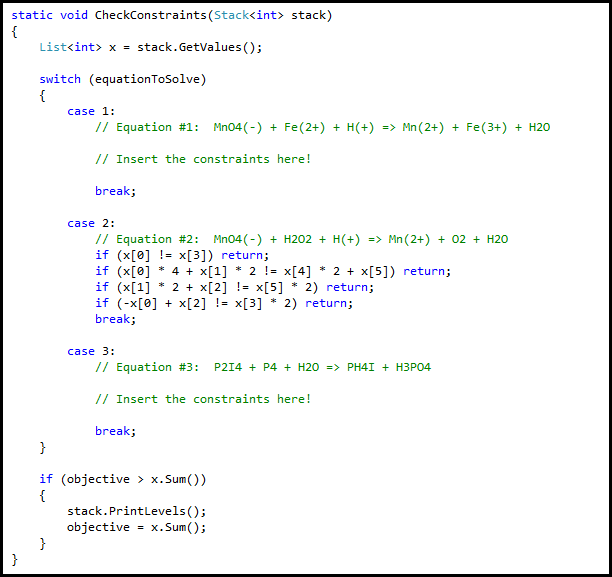 static void CheckConstraints(Stack<int> stack)
{
    List<int> x = stack.GetValues();

    switch (equationToSolve)
    {
        case 1:
            // Equation #1:  MnO4(-) + Fe(2+) + H(+) => Mn(2+) + Fe(3+) + H2O

            // Insert the constraints here!

            break;

        case 2:
            // Equation #2:  MnO4(-) + H2O2 + H(+) => Mn(2+) + O2 + H2O
            if (x[0] != x[3]) return;
            if (x[0] * 4 + x[1] * 2 != x[4] * 2 + x[5]) return;
            if (x[1] * 2 + x[2] != x[5] * 2) return;
            if (-x[0] + x[2] != x[3] * 2) return;
            break;

        case 3:
            // Equation #3:  P2I4 + P4 + H2O => PH4I + H3PO4

            // Insert the constraints here!

            break;
    }

    if (objective > x.Sum())
    {
        stack.PrintLevels();
        objective = x.Sum();
    }
}